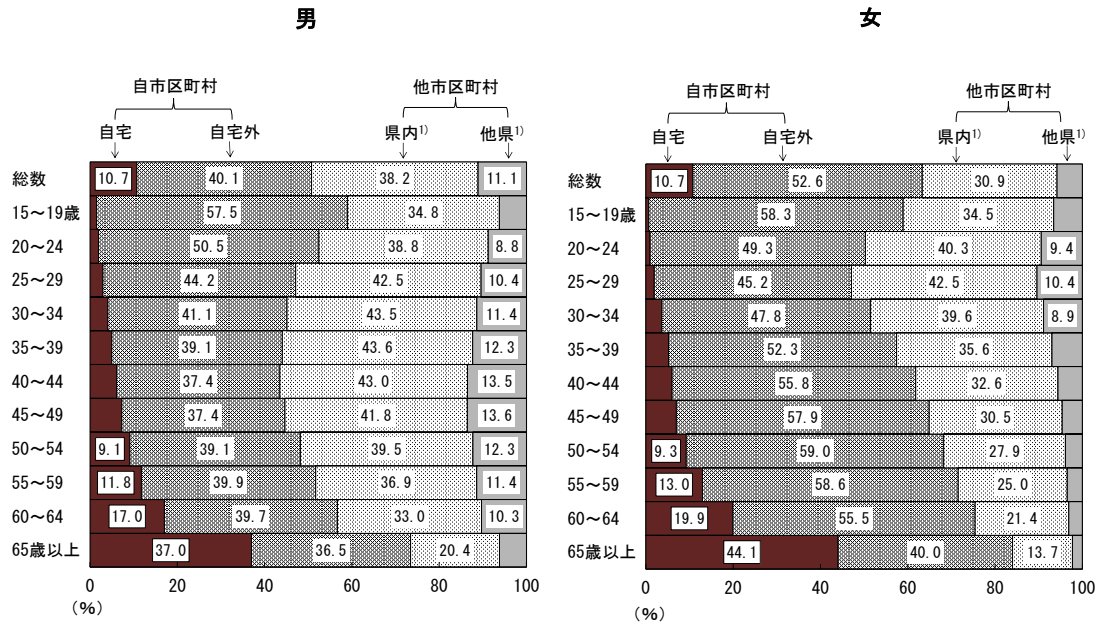 男
女
自市区町村 他市区町村
自宅 自宅外 県内1) 他県1)
自市区町村 他市区町村
自宅 自宅外 県内1) 他県1)
総数 10.7 40.1 38.2 11.1
15～19歳 57.5 34.8
20～24 50.5 38.8 8.8
25～29 44.2 42.5 10.4
30～34 41.1 43.5 11.4
35～39 39.1 43.6 12.3
40～44 37.4 43.0 13.5
45～49 37.4 41.8 13.6
50～54 9.1 39.1 39.5 12.3
55～59 11.8 39.9 36.9 11.4
60～64 17.0 39.7 33.0 10.3
65歳以上 37.0 36.5 20.4
0 20 40 60 80 100
(%)
総数 10.7 52.6 30.9
15～19歳 58.3 34.5
20～24 49.3 40.3 9.4
25～29 45.2 42.5 10.4
30～34 47.8 39.6 8.9
35～39 52.3 35.6
40～44 55.8 32.6
45～49 57.9 30.5
50～54 9.3 59.0 27.9
55～59 13.0 58.6 25.0
60～64 19.9 55.5 21.4
65歳以上 44.1 40.0 13.7
0 20 40 60 80 100
(%)